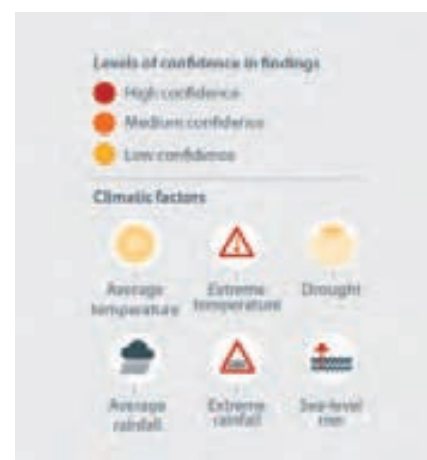 Levels of confidence in findings
High confidence
Medium confidence
Low confidence
Climatic factors
Average temperature
Extreme temperature
Drought
Average rainfall
Extreme rainfall
Sea-level rise